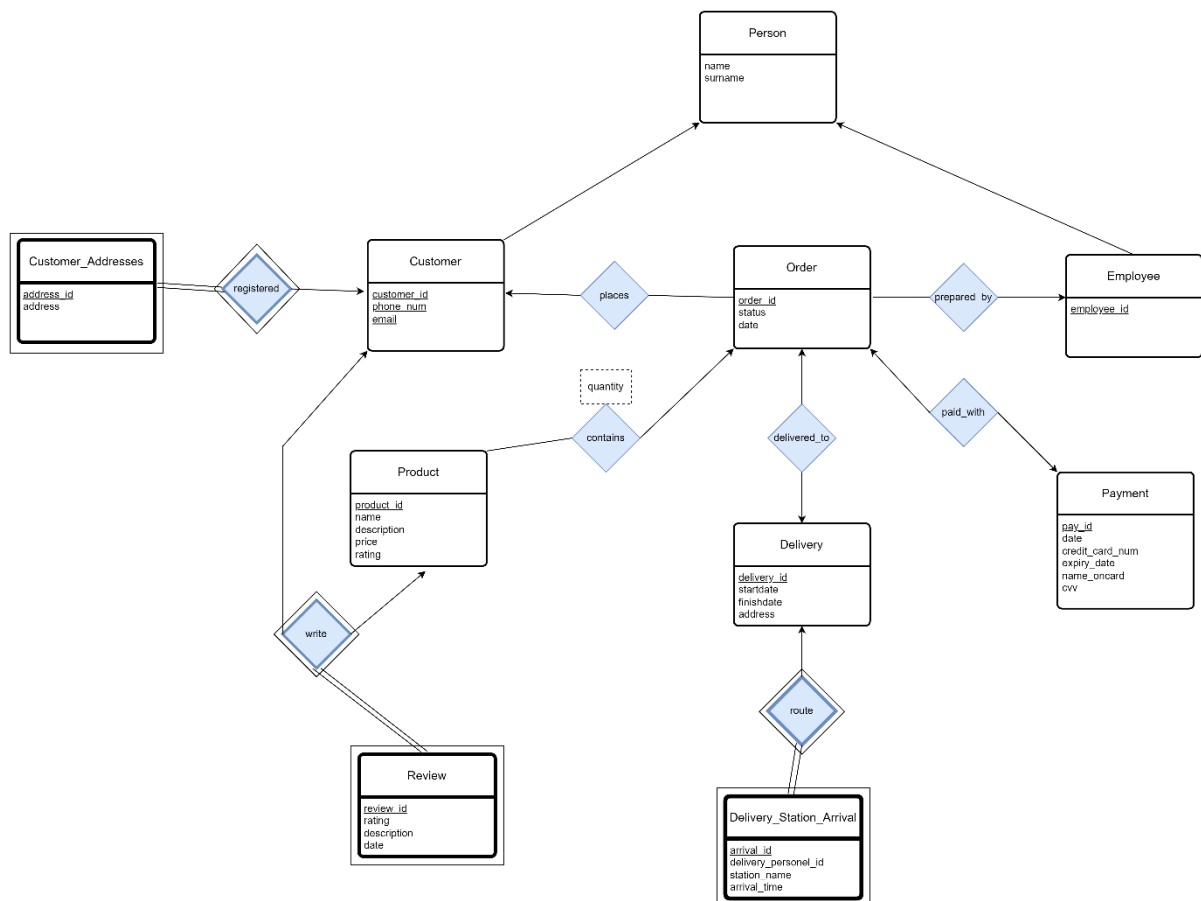 Person
name
surname
Customer_Addresses
address_id
address
registered
Customer
customer_id
phone_num
email
places
Order
order_id
status
date
prepared_by
Employee
employee_id
quantity
contains
delivered_to
paid_with
Product
product_id
name
description
price
rating
Payment
pay_id
date
credit_card_num
expiry_date
name_oncard
cvv
Delivery
delivery_id
startdate
finishdate
address
write
route
Review
review_id
rating
description
date
Delivery_Station_Arrival
arrival_id
delivery_personel_id
station_name
arrival_time